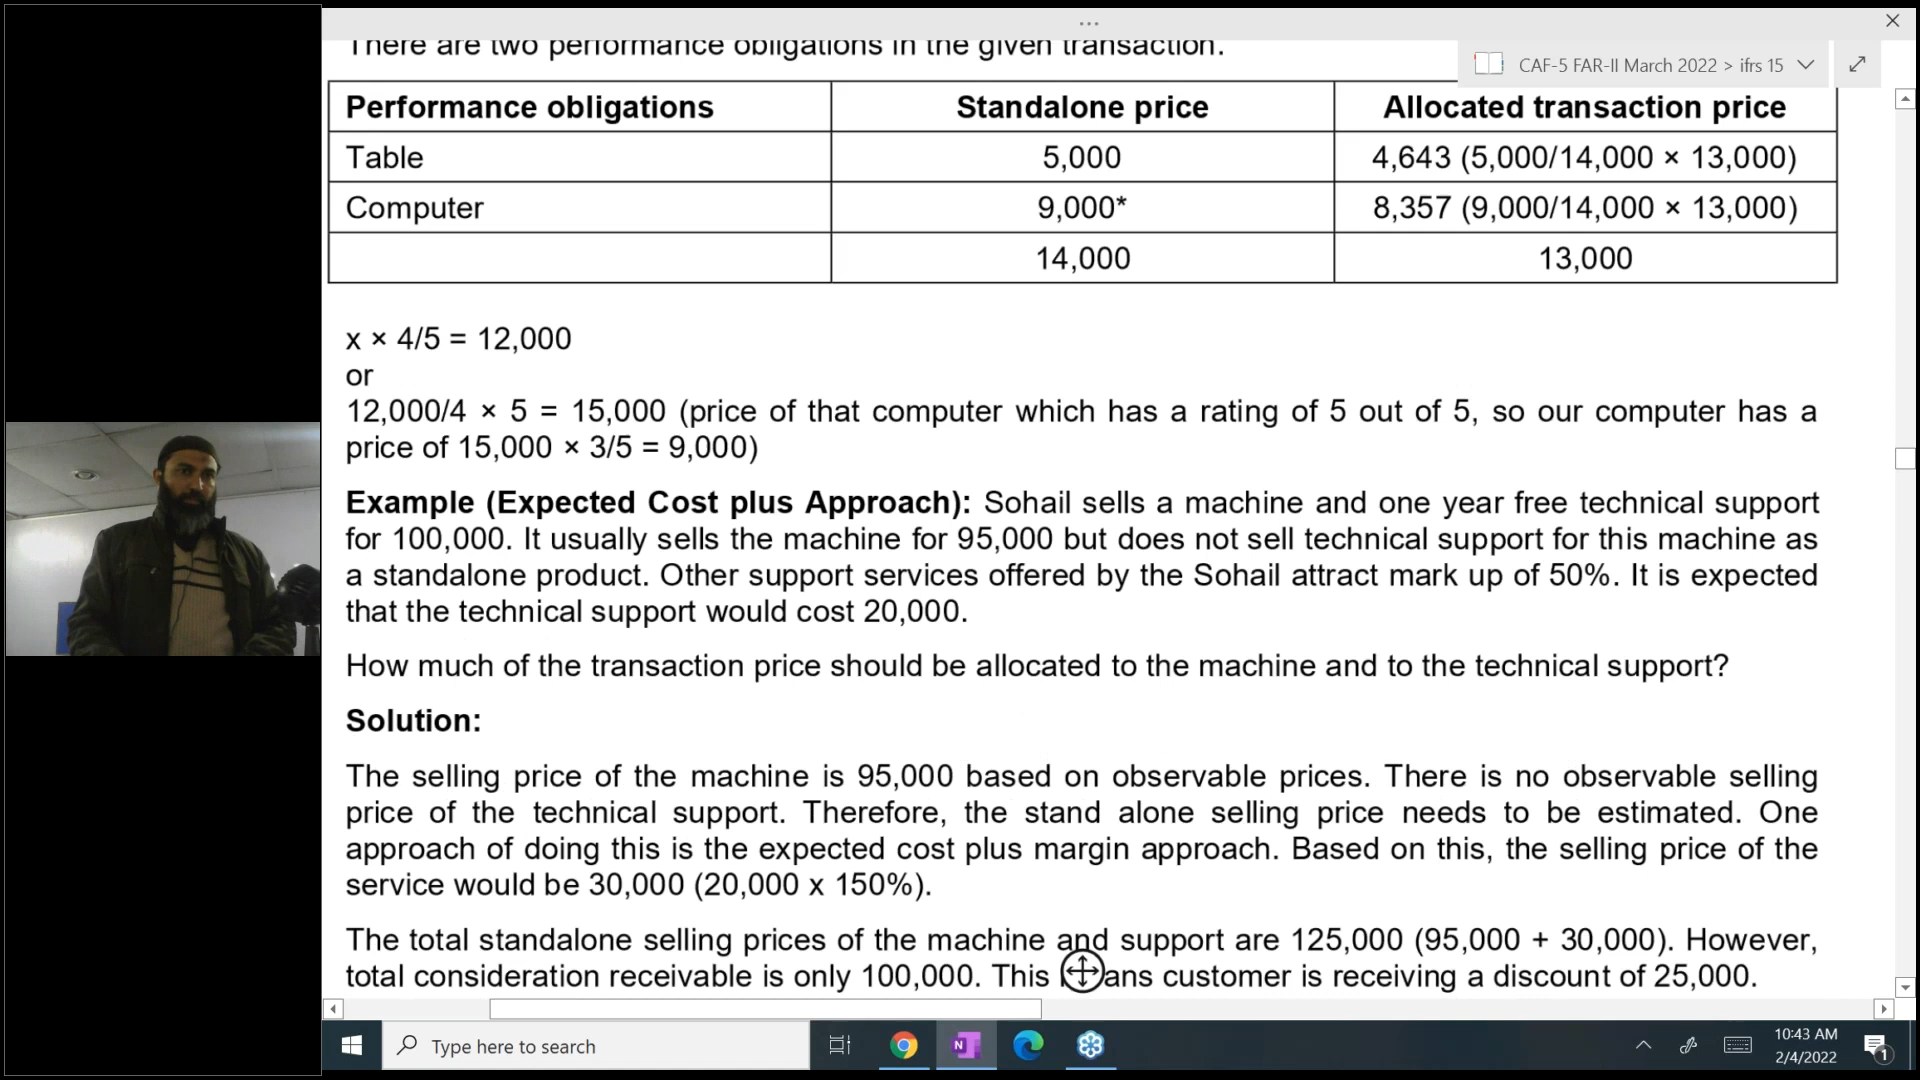 There are two performance obligations in the given transaction.
CAF-5 FAR-II March 2022 > ifrs 15
Performance obligations Standalone price Allocated transaction price
Table 5,000 4,643 (5,000/14,000 × 13,000)
Computer 9,000* 8,357 (9,000/14,000 × 13,000)
14,000 13,000
x × 4/5 = 12,000
or
12,000/4 × 5 = 15,000 (price of that computer which has a rating of 5 out of 5, so our computer has a
price of 15,000 × 3/5 = 9,000)
Example (Expected Cost plus Approach): Sohail sells a machine and one year free technical support
for 100,000. It usually sells the machine for 95,000 but does not sell technical support for this machine as
a standalone product. Other support services offered by the Sohail attract mark up of 50%. It is expected
that the technical support would cost 20,000.
How much of the transaction price should be allocated to the machine and to the technical support?
Solution:
The selling price of the machine is 95,000 based on observable prices. There is no observable selling
price of the technical support. Therefore, the stand alone selling price needs to be estimated. One
approach of doing this is the expected cost plus margin approach. Based on this, the selling price of the
service would be 30,000 (20,000 x 150%).
The total standalone selling prices of the machine and support are 125,000 (95,000 + 30,000). However,
total consideration receivable is only 100,000. This ans customer is receiving a discount of 25,000.
Type here to search
N
10:43 AM
2/4/2022
1